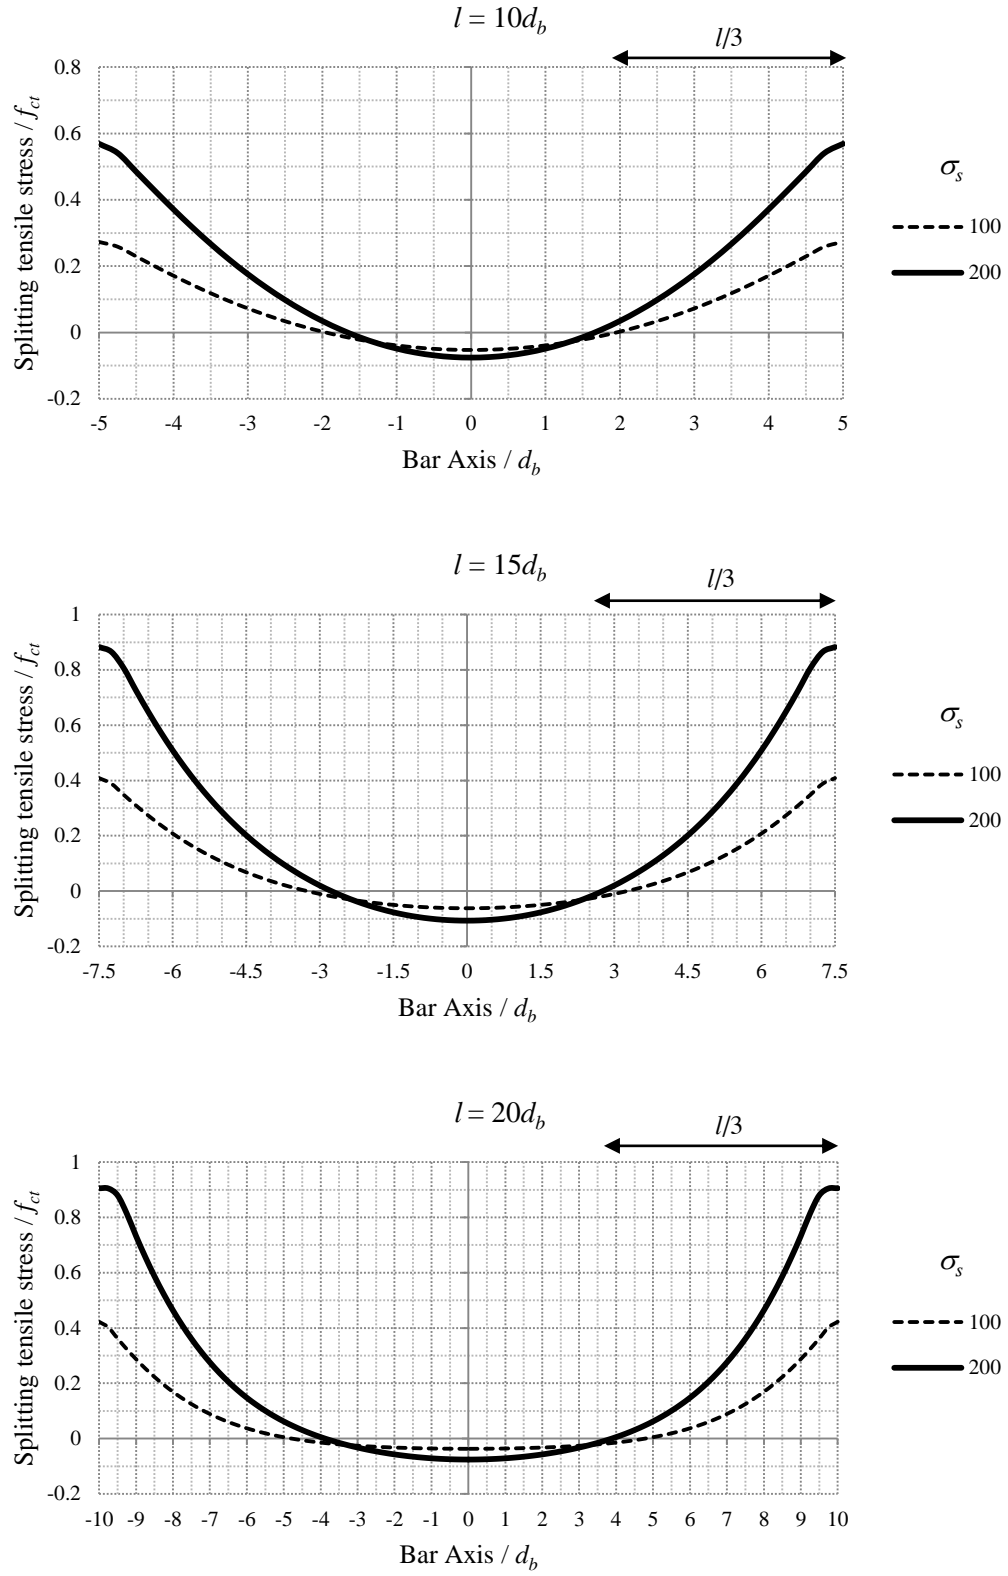 l = 10d_b
l/3
Splitting tensile stress / f_ct
0.8
0.6
0.4
0.2
0
-0.2
-5 -4 -3 -2 -1 0 1 2 3 4 5
Bar Axis / d_b
σ_s
100
200
l = 15d_b
l/3
Splitting tensile stress / f_ct
1
0.8
0.6
0.4
0.2
0
-0.2
-7.5 -6 -4.5 -3 -1.5 0 1.5 3 4.5 6 7.5
Bar Axis / d_b
σ_s
100
200
l = 20d_b
l/3
Splitting tensile stress / f_ct
1
0.8
0.6
0.4
0.2
0
-0.2
-10 -9 -8 -7 -6 -5 -4 -3 -2 -1 0 1 2 3 4 5 6 7 8 9 10
Bar Axis / d_b
σ_s
100
200